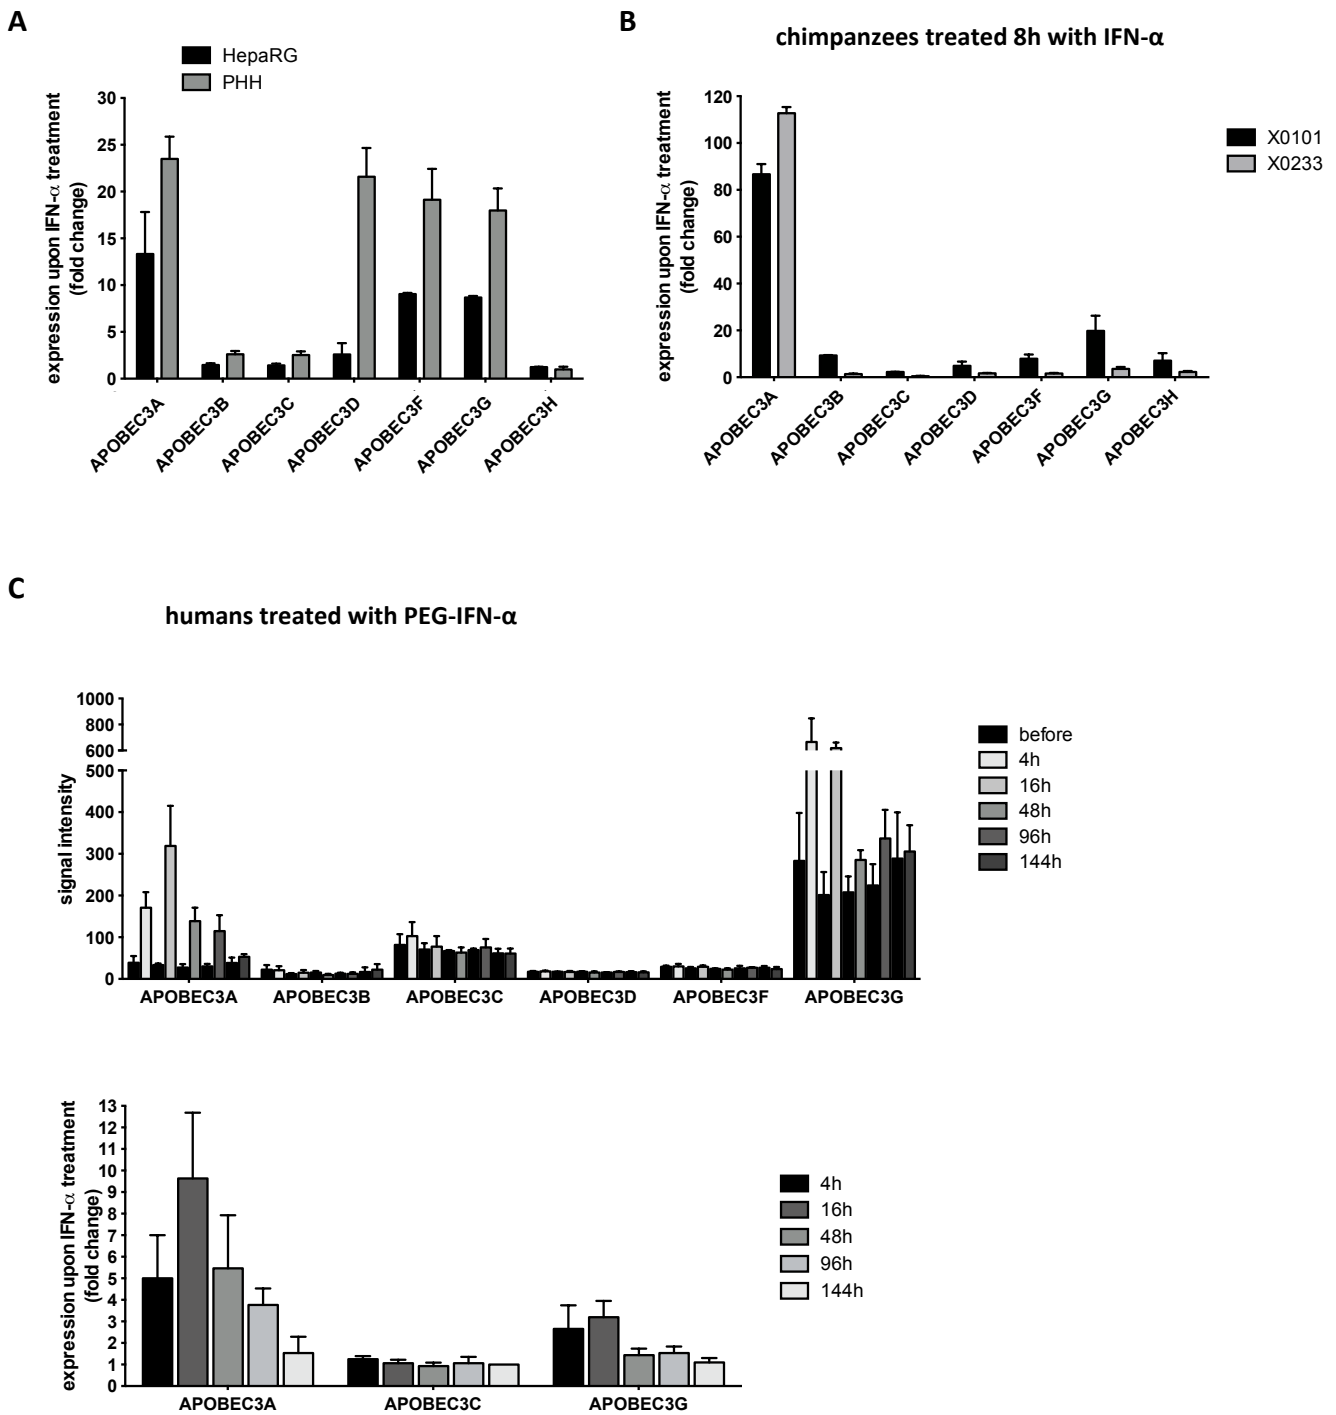 A
HepaRG
PHH
expression upon IFN-α treatment
(fold change)
30
25
20
15
10
5
0
APOBEC3A
APOBEC3B
APOBEC3C
APOBEC3D
APOBEC3F
APOBEC3G
APOBEC3H
B
chimpanzees treated 8h with IFN-α
X0101
X0233
expression upon IFN-α treatment
(fold change)
120
100
80
60
40
20
0
APOBEC3A
APOBEC3B
APOBEC3C
APOBEC3D
APOBEC3F
APOBEC3G
APOBEC3H
C
humans treated with PEG-IFN-α
signal intensity
1000
800
600
500
400
300
200
100
0
APOBEC3A
APOBEC3B
APOBEC3C
APOBEC3D
APOBEC3F
APOBEC3G
before
4h
16h
48h
96h
144h
expression upon IFN-α treatment
(fold change)
13
12
11
10
9
8
7
6
5
4
3
2
1
0
APOBEC3A
APOBEC3C
APOBEC3G
4h
16h
48h
96h
144h